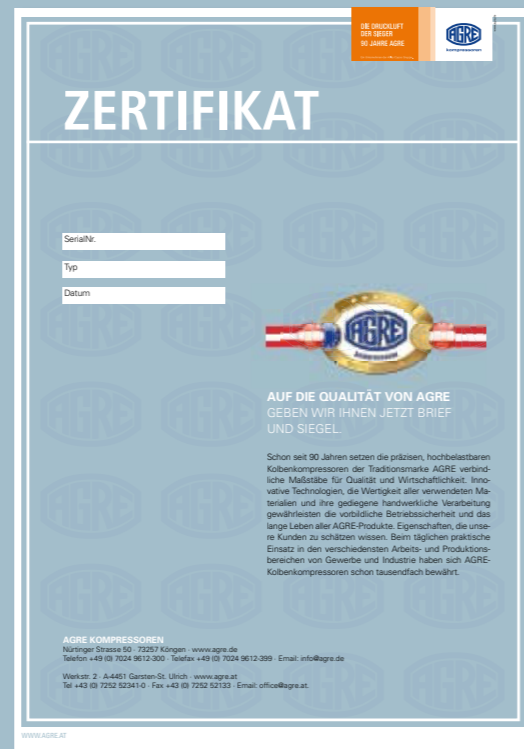 DIE DRUCKLUFT
DER SIEGER
90 JAHRE AGRE
AGRE
kompressoren
ZERTIFIKAT
SerialNr.
Typ
Datum
AGRE
AUF DIE QUALITÄT VON AGRE
GEBEN WIR IHNEN JETZT BRIEF
UND SIEGEL.
Schon seit 90 Jahren setzen die präzisen, hochbelastbaren
Kolbenkompressoren der Traditionsmarke AGRE verbind-
liche Maßstäbe für Qualität und Wirtschaftlichkeit. Inno-
vative Technologien, die Wertigkeit aller verwendeten Ma-
terialien und ihre gediegene handwerkliche Verarbeitung
gewährleisten die vorbildliche Betriebssicherheit und das
lange Leben aller AGRE-Produkte. Eigenschaften, die unse-
re Kunden zu schätzen wissen. Beim täglichen praktische
Einsatz in den verschiedensten Arbeits- und Produktions-
bereichen von Gewerbe und Industrie haben sich AGRE-
Kolbenkompressoren schon tausendfach bewährt.
AGRE KOMPRESSOREN
Nürtinger Strasse 50 · 73257 Köngen · www.agre.de
Telefon +49 (0) 7024 9612-300 · Telefax +49 (0) 7024 9612-399 · Email: info@agre.de
Werkstr. 2 · A-4451 Garsten-St. Ulrich · www.agre.at
Tel +43 (0) 7252 52341-0 · Fax +43 (0) 7252 52133 · Email: office@agre.at.
WWW.AGRE.AT